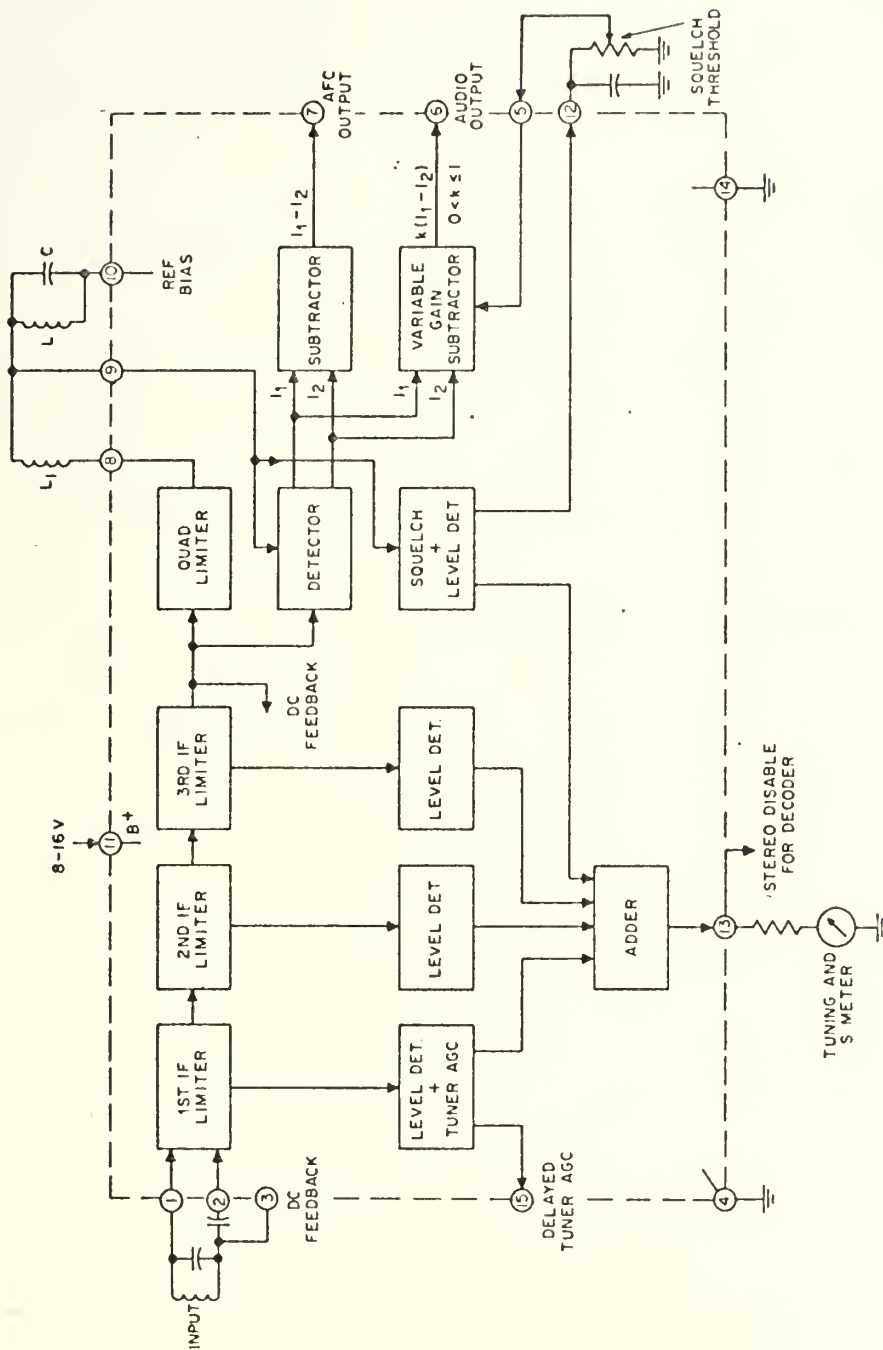 8-16V
11
B+
INPUT
1
2
3
DC
FEEDBACK
1ST IF
LIMITER
2ND IF
LIMITER
3RD IF
LIMITER
QUAD
LIMITER
DC
FEEDBACK
8
L1
9
L
C
10
REF
BIAS
DETECTOR
I1
I2
SUBTRACTOR
I1-I2
7
AFC
OUTPUT
I1
I2
VARIABLE
GAIN
SUBTRACTOR
k(I1-I2)
0<k≤1
6
AUDIO
OUTPUT
LEVEL DET.
+
TUNER AGC
LEVEL DET
LEVEL DET.
SQUELCH
+
LEVEL DET
5
12
SQUELCH
THRESHOLD
15
DELAYED
TUNER AGC
ADDER
4
13
14
STEREO DISABLE
FOR DECODER
TUNING AND
S METER